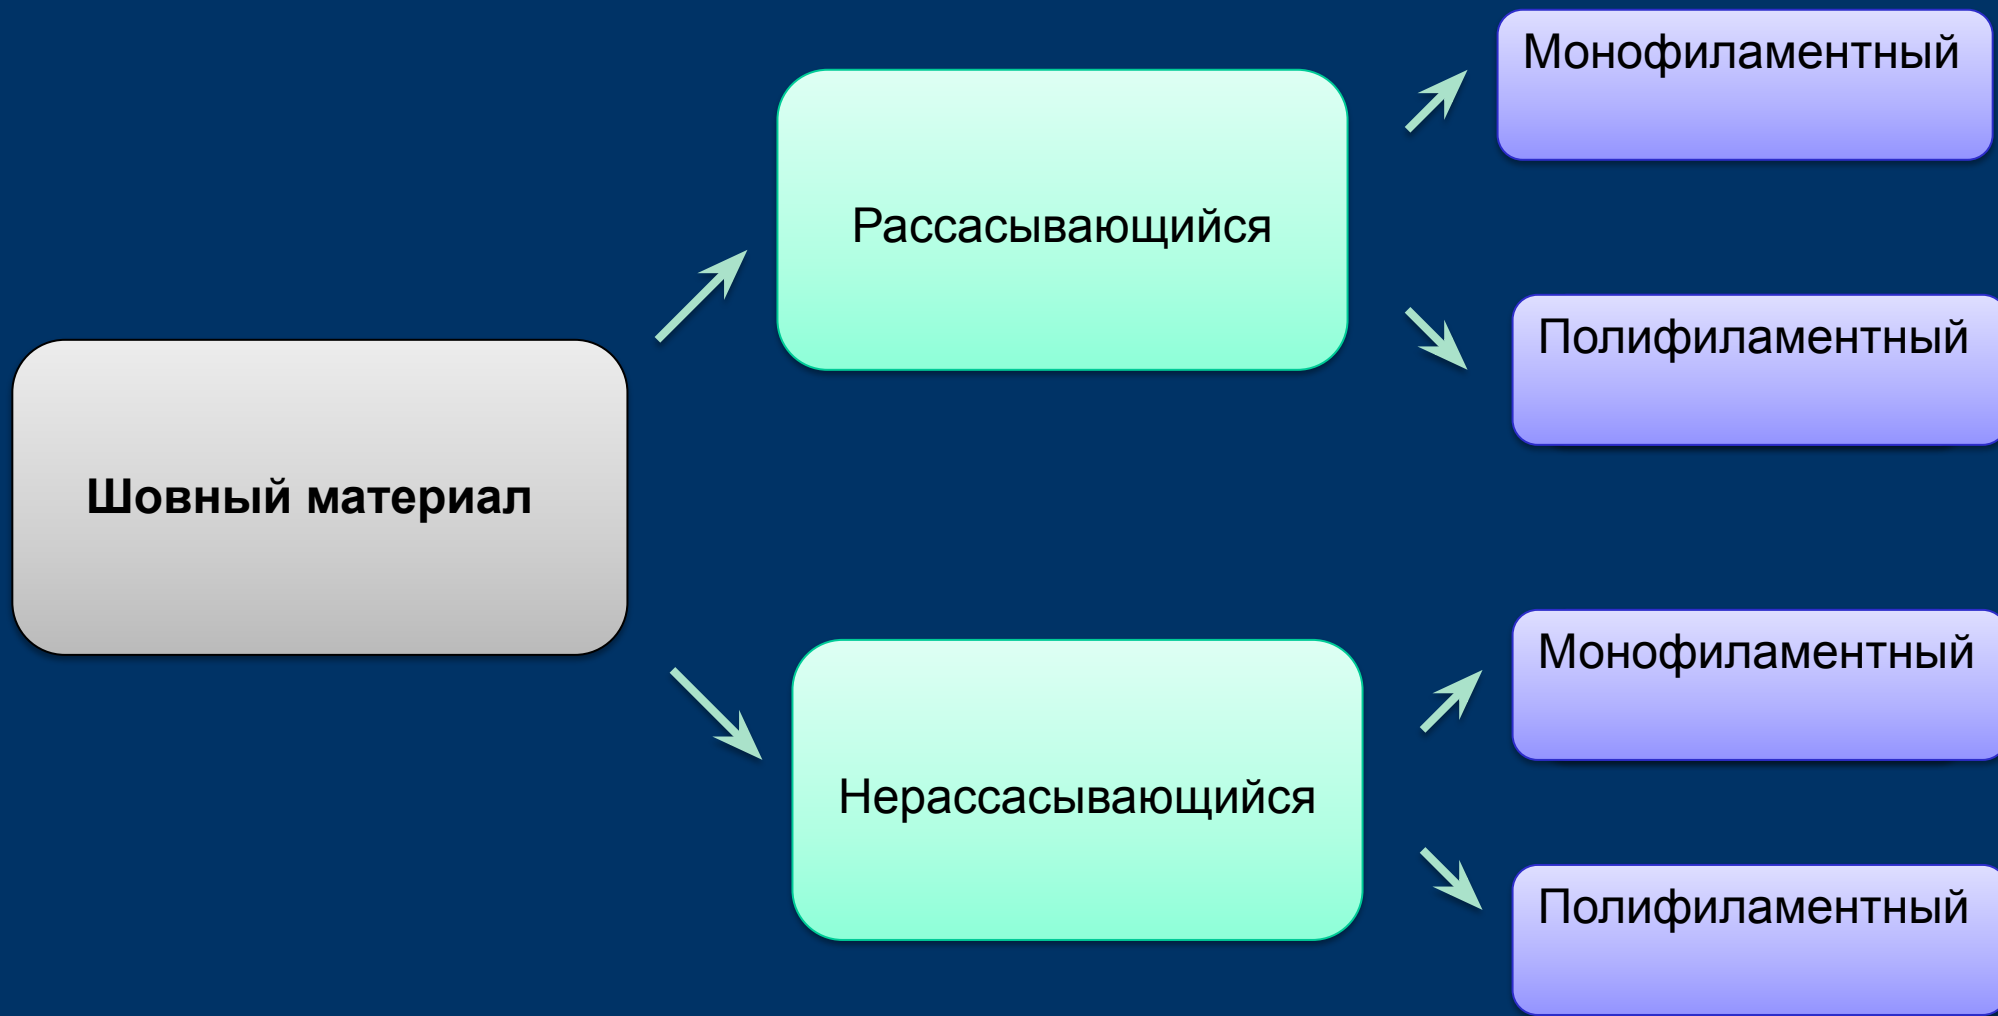 Шовный материал
Рассасывающийся
Монофиламентный
Полифиламентный
Нерассасывающийся
Монофиламентный
Полифиламентный